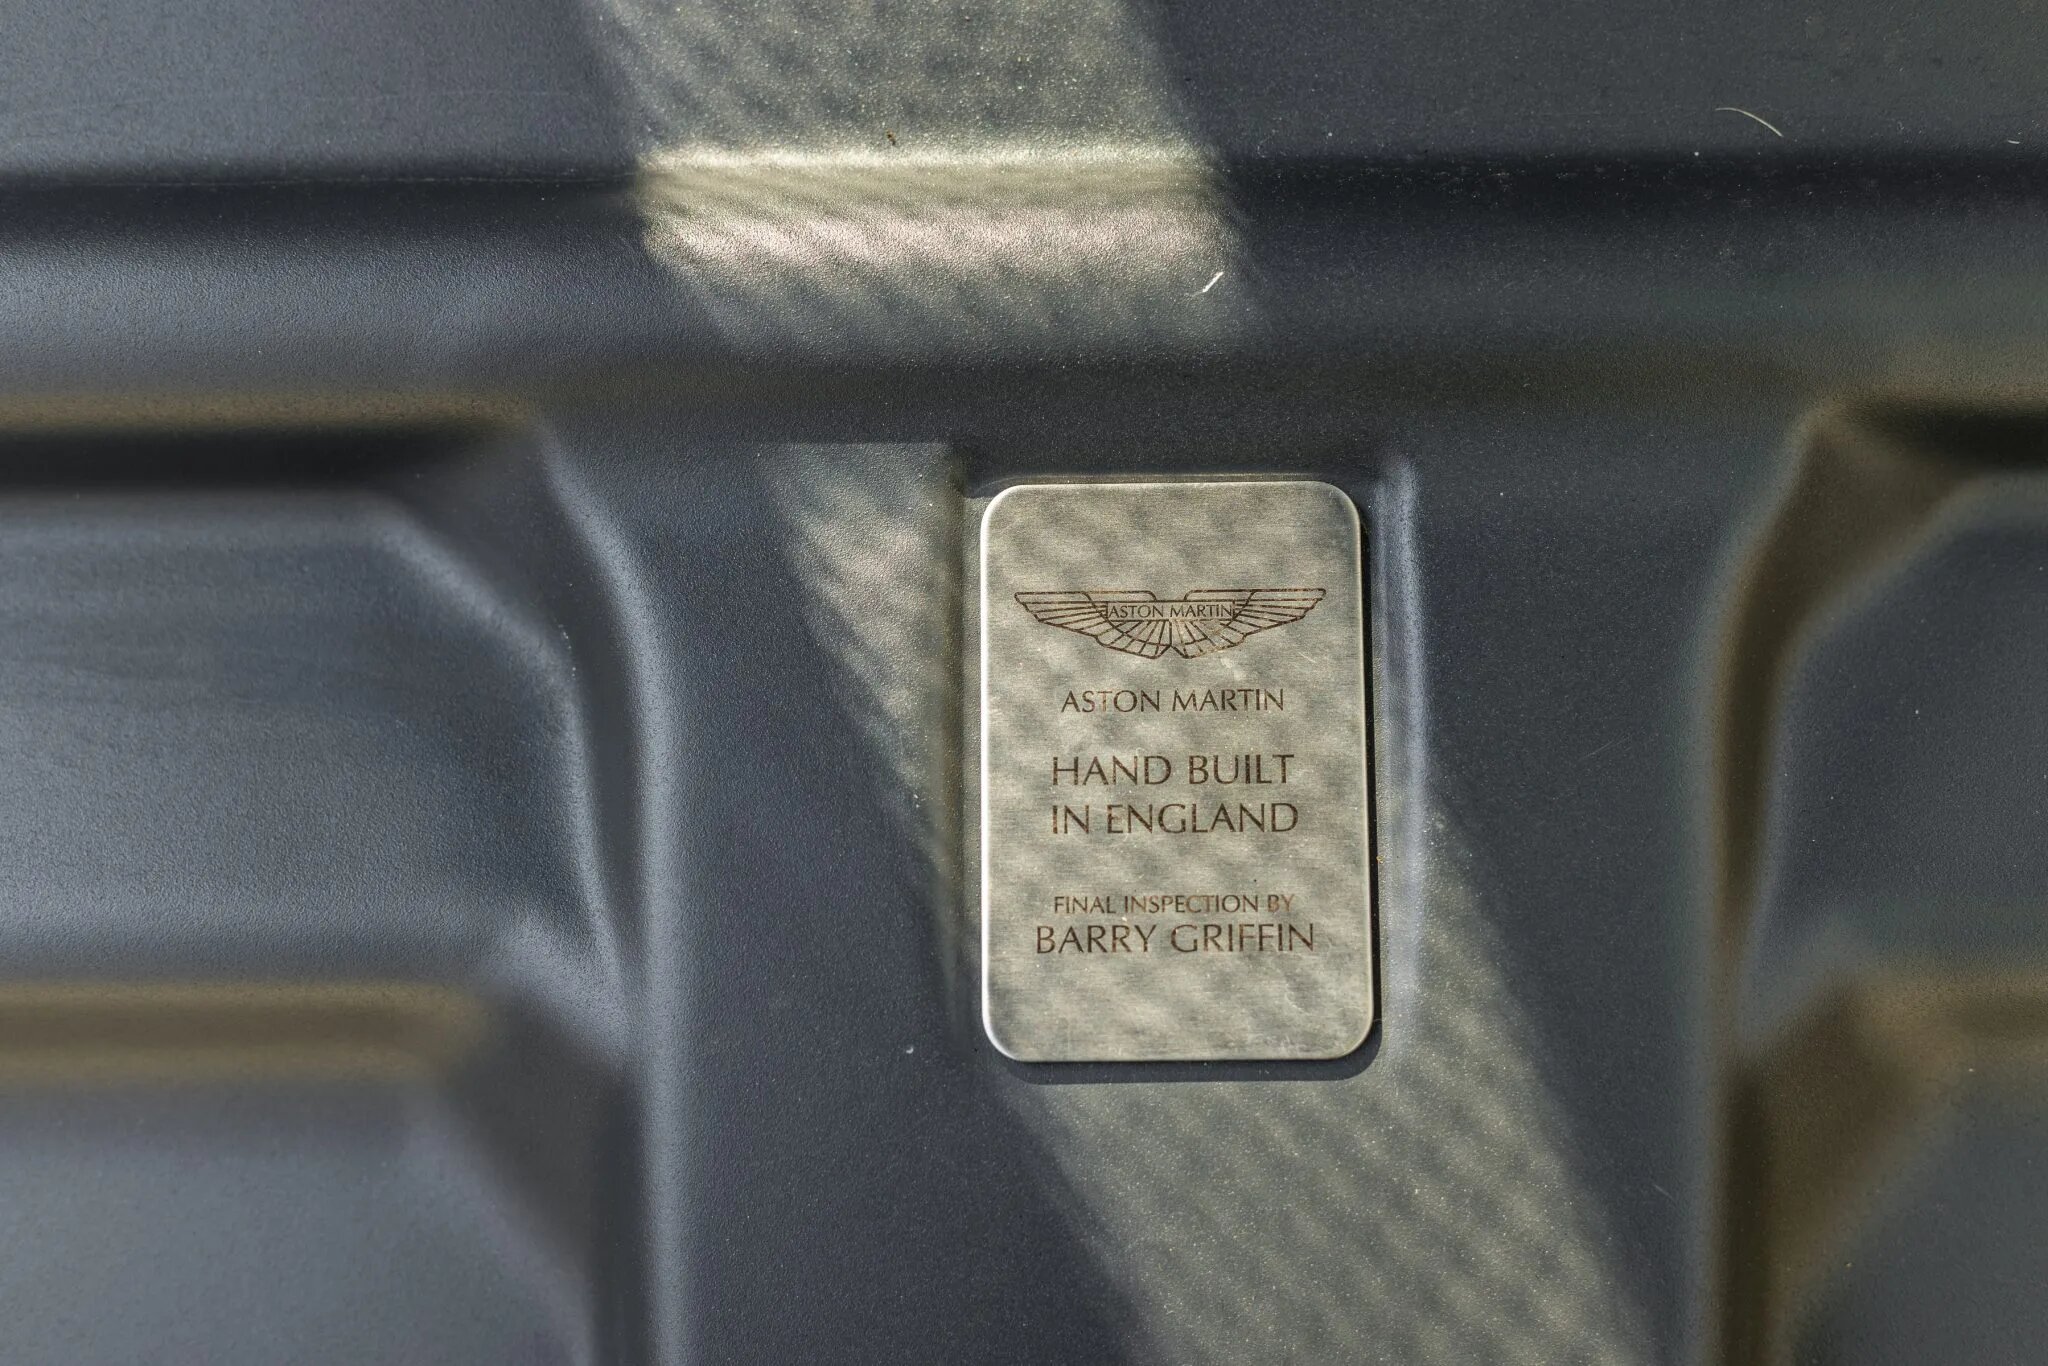 ASTON MARTIN
ASTON MARTIN
HAND BUILT
IN ENGLAND
FINAL INSPECTION BY
BARRY GRIFFIN